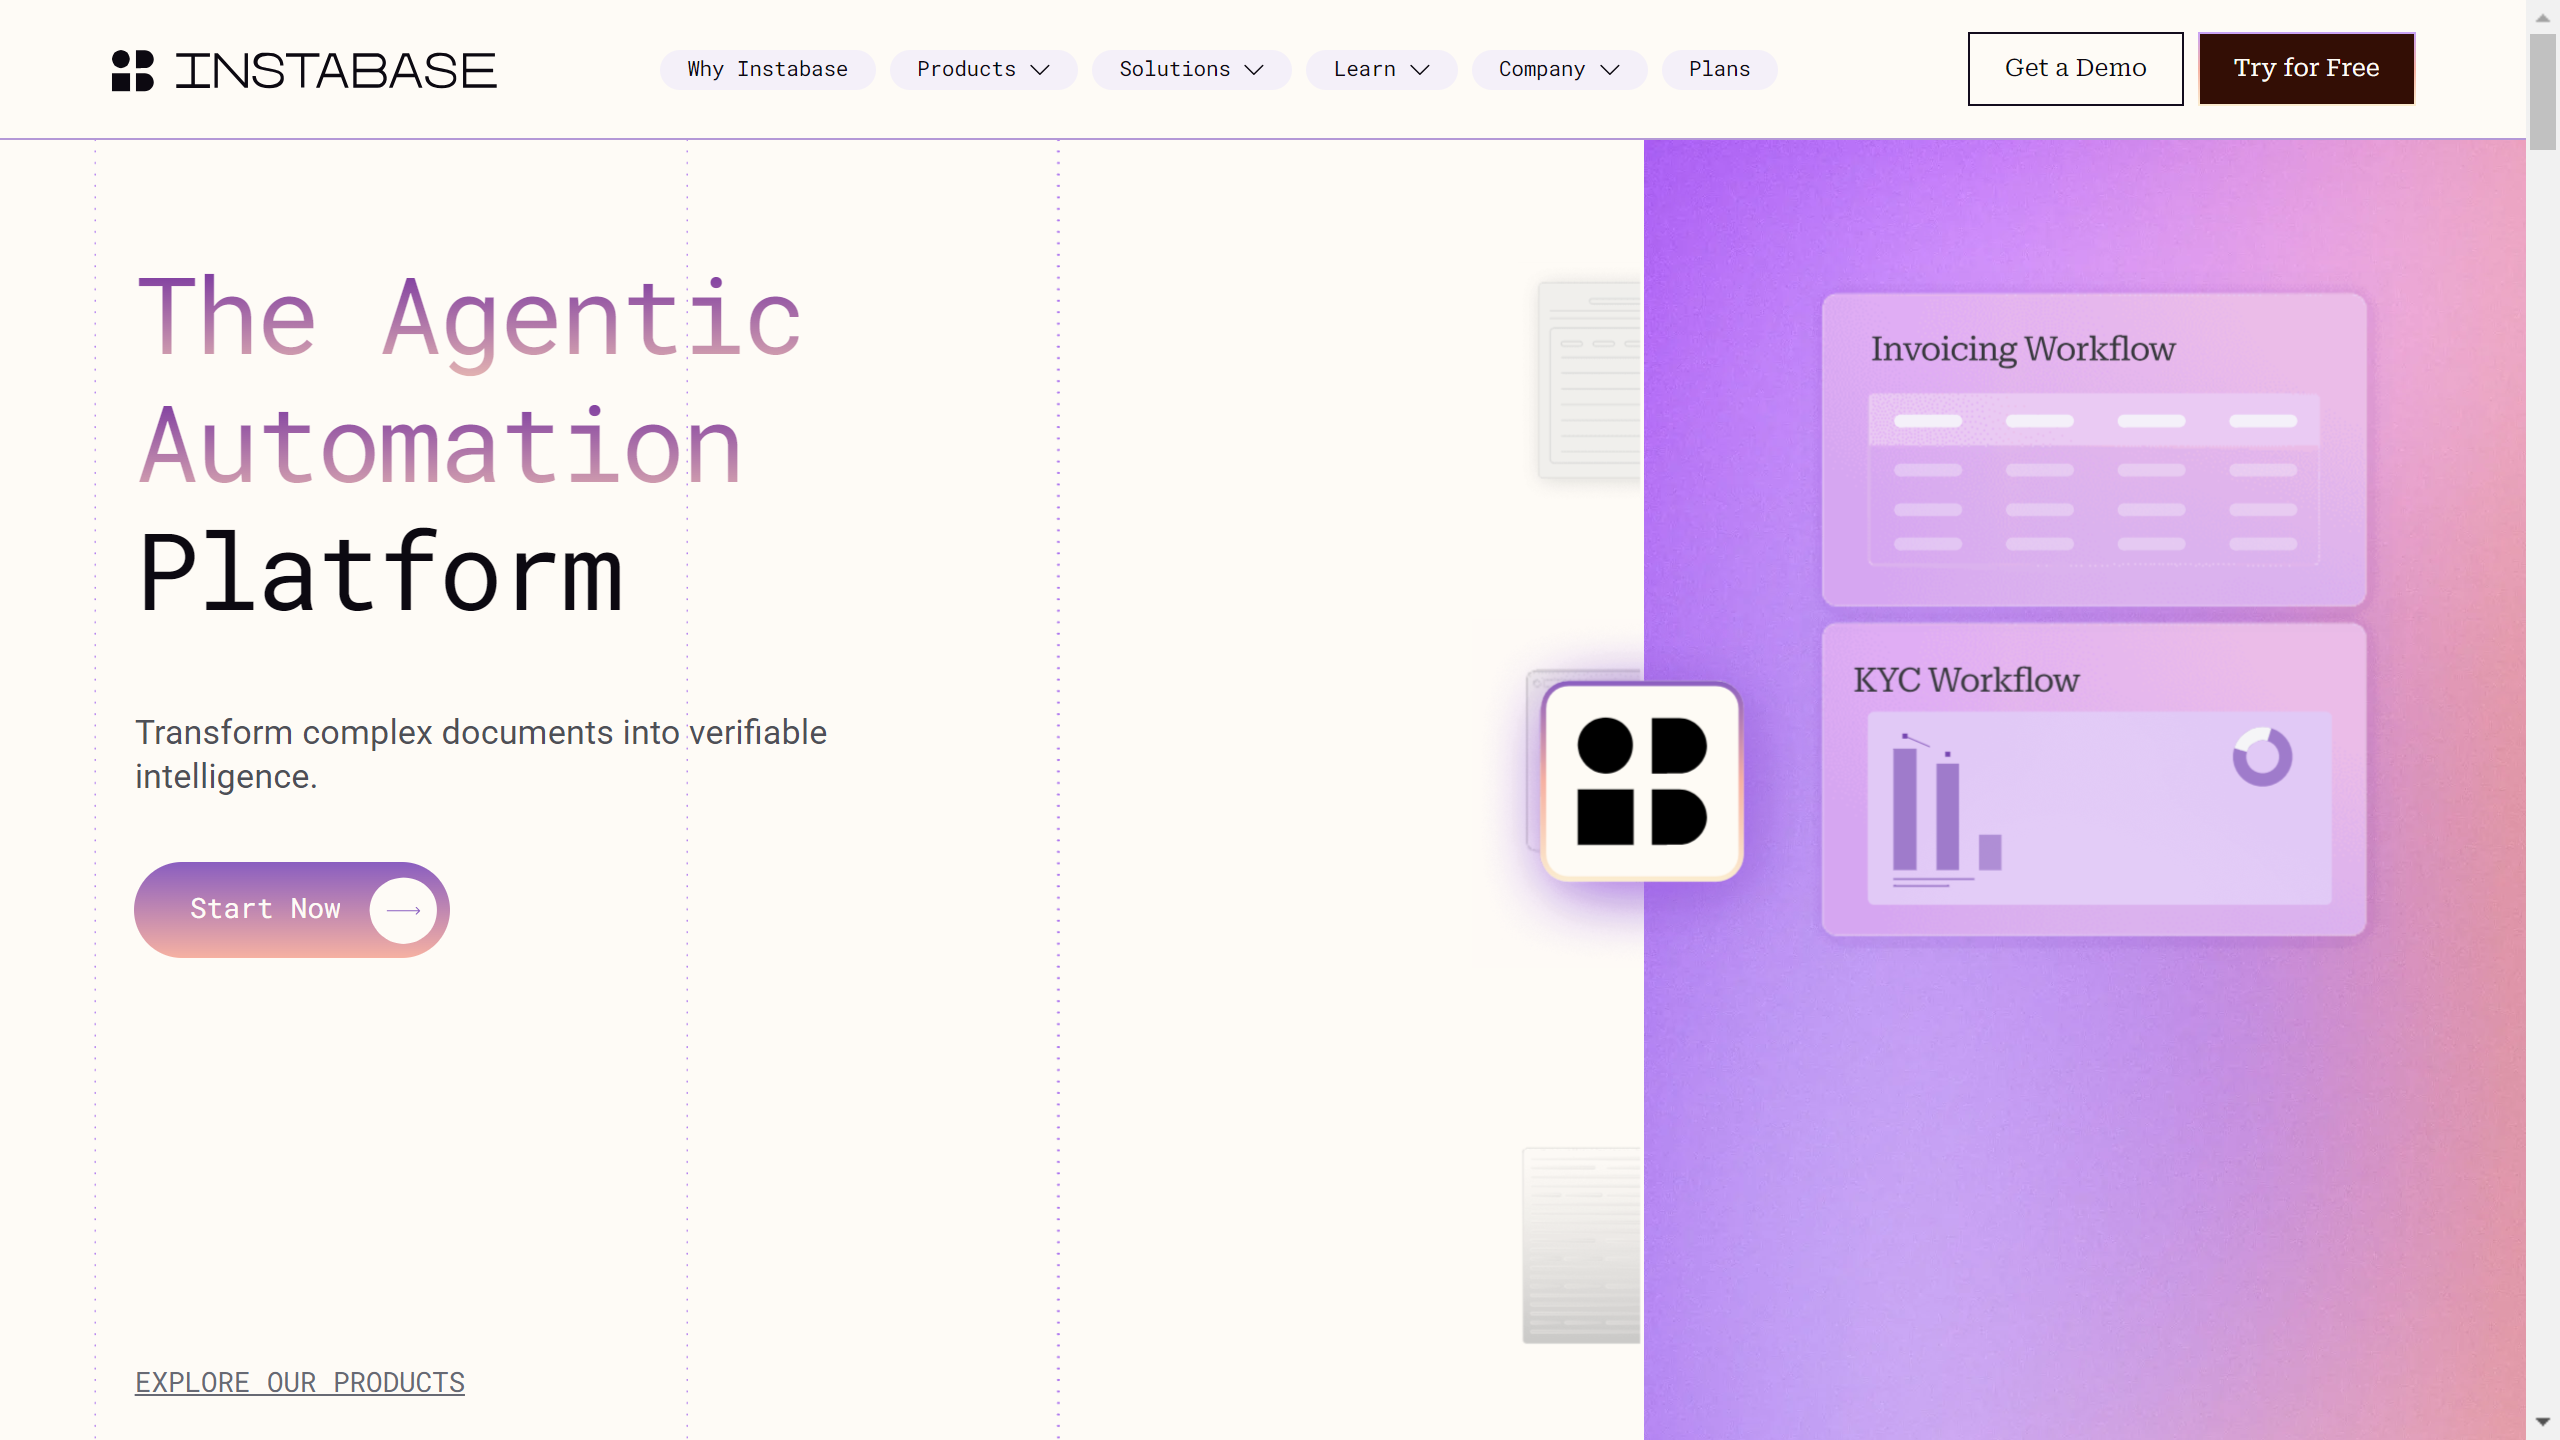 INSTABASE
Why Instabase
Products
Solutions
Learn
Company
Plans
Get a Demo
Try for Free
The Agentic
Automation
Platform
Transform complex documents into verifiable
intelligence.
Start Now
EXPLORE OUR PRODUCTS
Invoicing Workflow
KYC Workflow